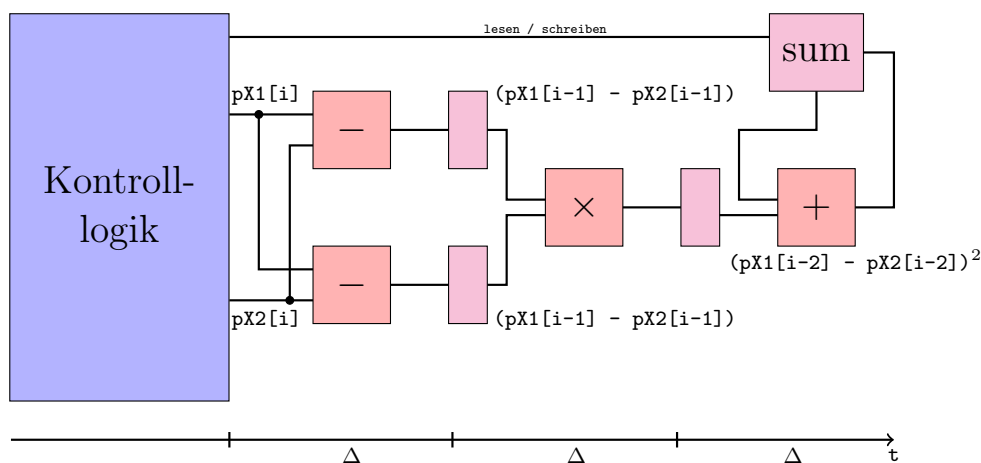 lesen / schreiben
sum
pX1[i]
(pX1[i-1] - pX2[i-1])
−
Kontroll-
logik
×
+
(pX1[i-2] - pX2[i-2])²
−
pX2[i]
(pX1[i-1] - pX2[i-1])
Δ
Δ
Δ
t